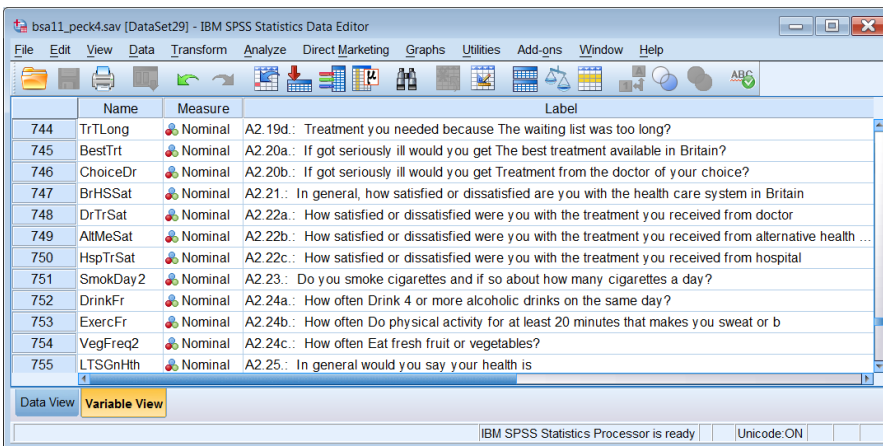 bsa11_peck4.sav [DataSet29] - IBM SPSS Statistics Data Editor
File Edit View Data Transform Analyze Direct Marketing Graphs Utilities Add-ons Window Help
Name Measure Label
744 TrTLong Nominal A2.19d.: Treatment you needed because The waiting list was too long?
745 BestTrt Nominal A2.20a.: If got seriously ill would you get The best treatment available in Britain?
746 ChoiceDr Nominal A2.20b.: If got seriously ill would you get Treatment from the doctor of your choice?
747 BrHSSat Nominal A2.21.: In general, how satisfied or dissatisfied are you with the health care system in Britain
748 DrTrSat Nominal A2.22a.: How satisfied or dissatisfied were you with the treatment you received from doctor
749 AltMeSat Nominal A2.22b.: How satisfied or dissatisfied were you with the treatment you received from alternative health ...
750 HspTrSat Nominal A2.22c.: How satisfied or dissatisfied were you with the treatment you received from hospital
751 SmokDay2 Nominal A2.23.: Do you smoke cigarettes and if so about how many cigarettes a day?
752 DrinkFr Nominal A2.24a.: How often Drink 4 or more alcoholic drinks on the same day?
753 ExercFr Nominal A2.24b.: How often Do physical activity for at least 20 minutes that makes you sweat or b
754 VegFreq2 Nominal A2.24c.: How often Eat fresh fruit or vegetables?
755 LTSGnHth Nominal A2.25.: In general would you say your health is
Data View Variable View
IBM SPSS Statistics Processor is ready Unicode:ON